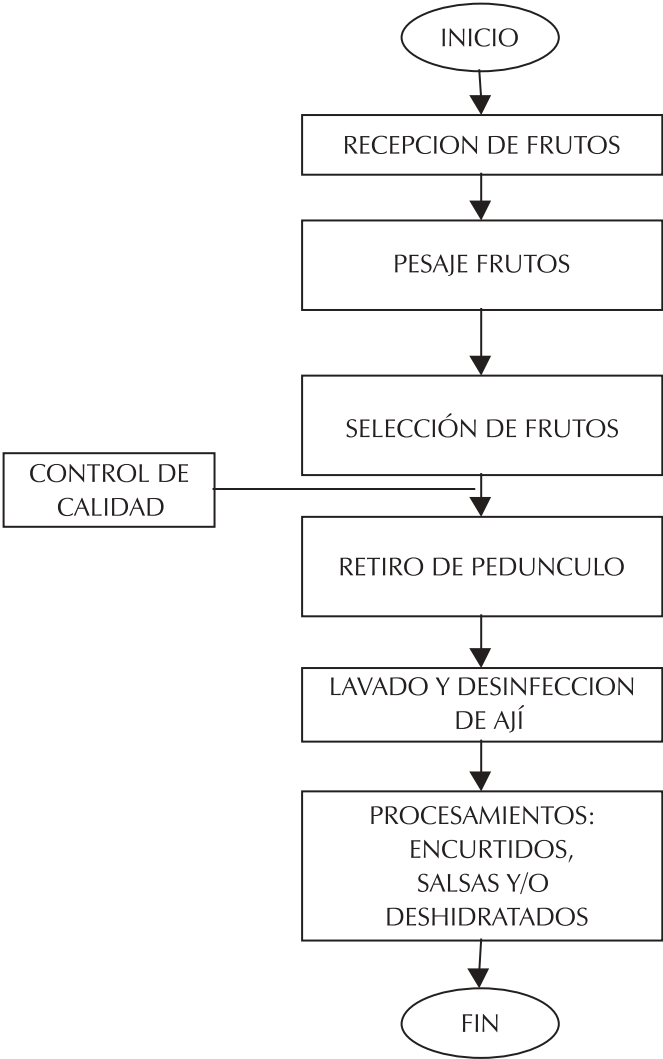 INICIO
RECEPCION DE FRUTOS
PESAJE FRUTOS
SELECCIÓN DE FRUTOS
CONTROL DE
CALIDAD
RETIRO DE PEDUNCULO
LAVADO Y DESINFECCION
DE AJÍ
PROCESAMIENTOS:
ENCURTIDOS,
SALSAS Y/O
DESHIDRATADOS
FIN